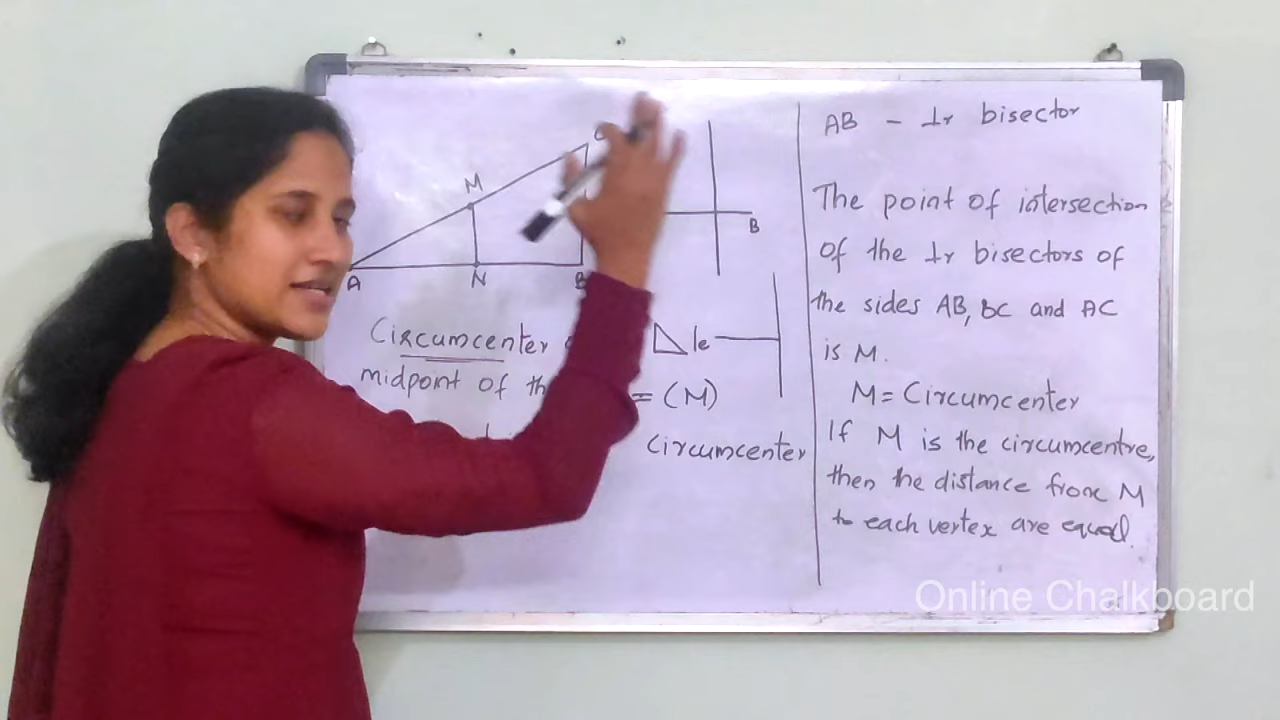 C
M
A
N
B
B
Circumcenter
le
midpoint of th
= (M)
circumcenter
AB - ⊥r bisector
The point of intersection
of the ⊥r bisectors of
the sides AB, BC and AC
is M.
M = Circumcenter
If M is the circumcentre,
then the distance from M
to each vertex are equal.
Online Chalkboard